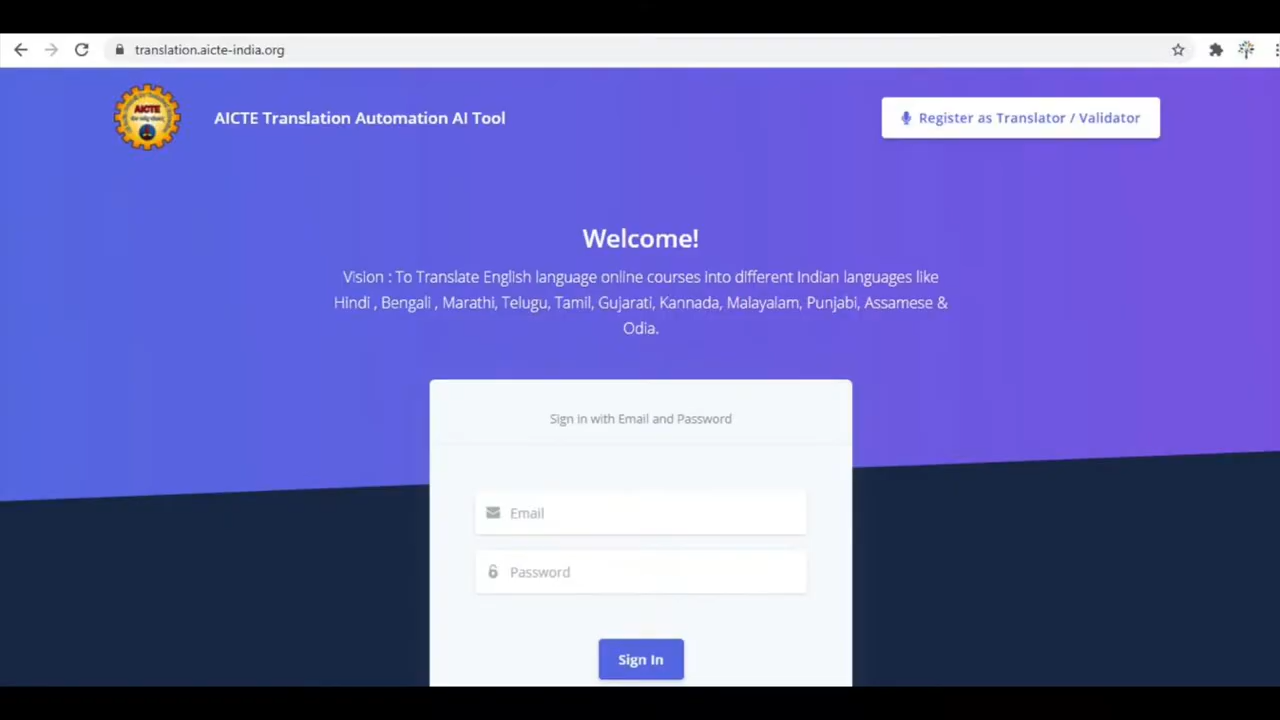 translation.aicte-india.org
AICTE
AICTE Translation Automation AI Tool
Register as Translator / Validator
Welcome!
Vision : To Translate English language online courses into different Indian languages like
Hindi , Bengali , Marathi, Telugu, Tamil, Gujarati, Kannada, Malayalam, Punjabi, Assamese &
Odia.
Sign in with Email and Password
Email
Password
Sign In